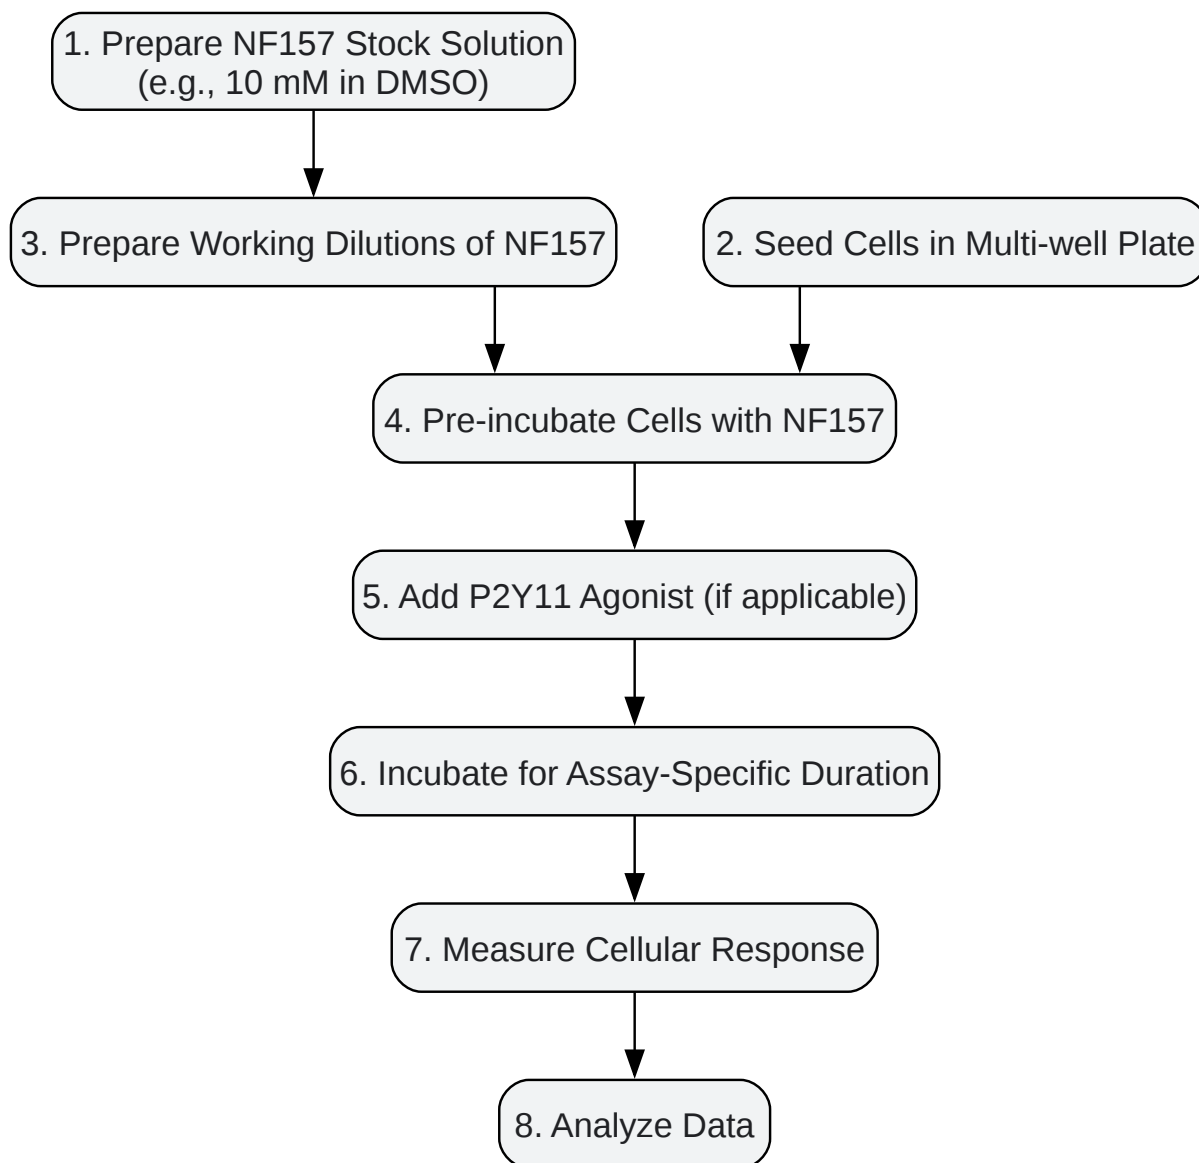 1. Prepare NF157 Stock Solution
(e.g., 10 mM in DMSO)
3. Prepare Working Dilutions of NF157
2. Seed Cells in Multi-well Plate
4. Pre-incubate Cells with NF157
5. Add P2Y11 Agonist (if applicable)
6. Incubate for Assay-Specific Duration
7. Measure Cellular Response
8. Analyze Data